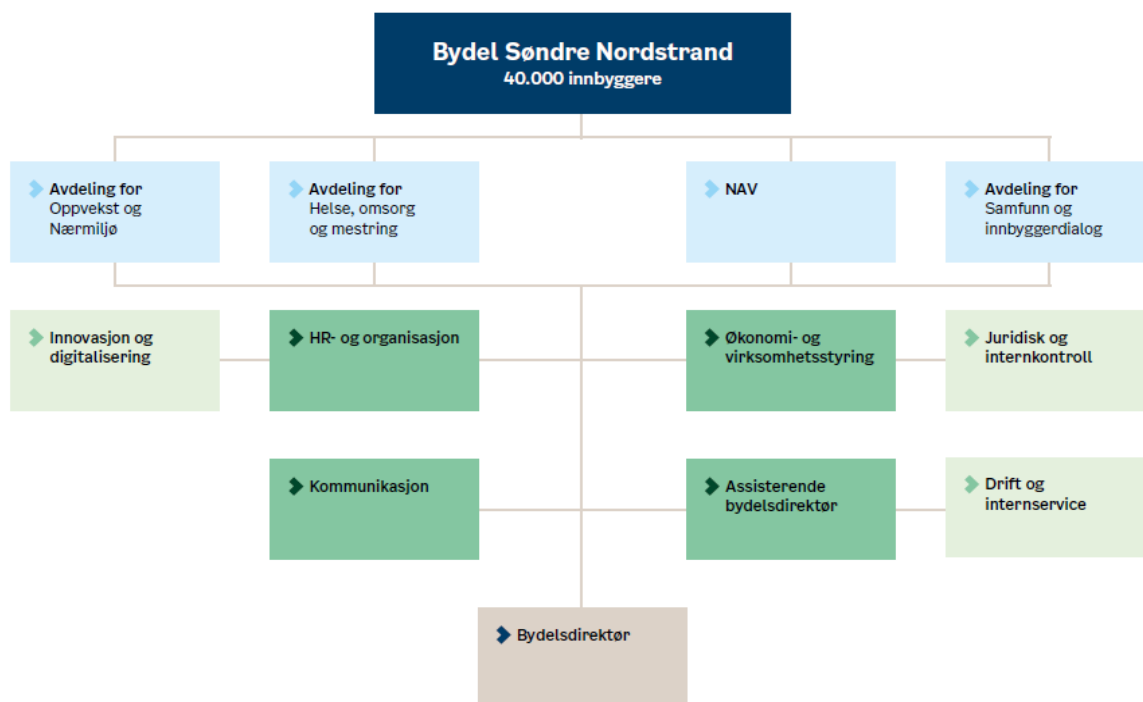 Bydel Søndre Nordstrand
40.000 innbyggere
Avdeling for
Oppvekst og
Nærmiljø
Avdeling for
Helse, omsorg
og mestring
NAV
Avdeling for
Samfunn og
innbyggerdialog
Innovasjon og
digitalisering
HR- og organisasjon
Økonomi- og
virksomhetsstyring
Juridisk og
internkontroll
Kommunikasjon
Assisterende
bydelsdirektør
Drift og
internservice
Bydelsdirektør